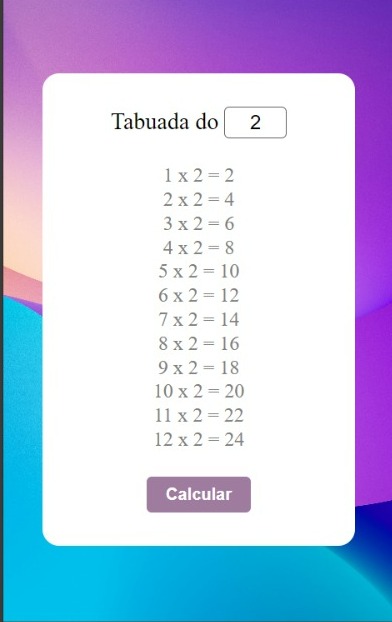 Tabuada do 2
1 x 2 = 2
2 x 2 = 4
3 x 2 = 6
4 x 2 = 8
5 x 2 = 10
6 x 2 = 12
7 x 2 = 14
8 x 2 = 16
9 x 2 = 18
10 x 2 = 20
11 x 2 = 22
12 x 2 = 24
Calcular